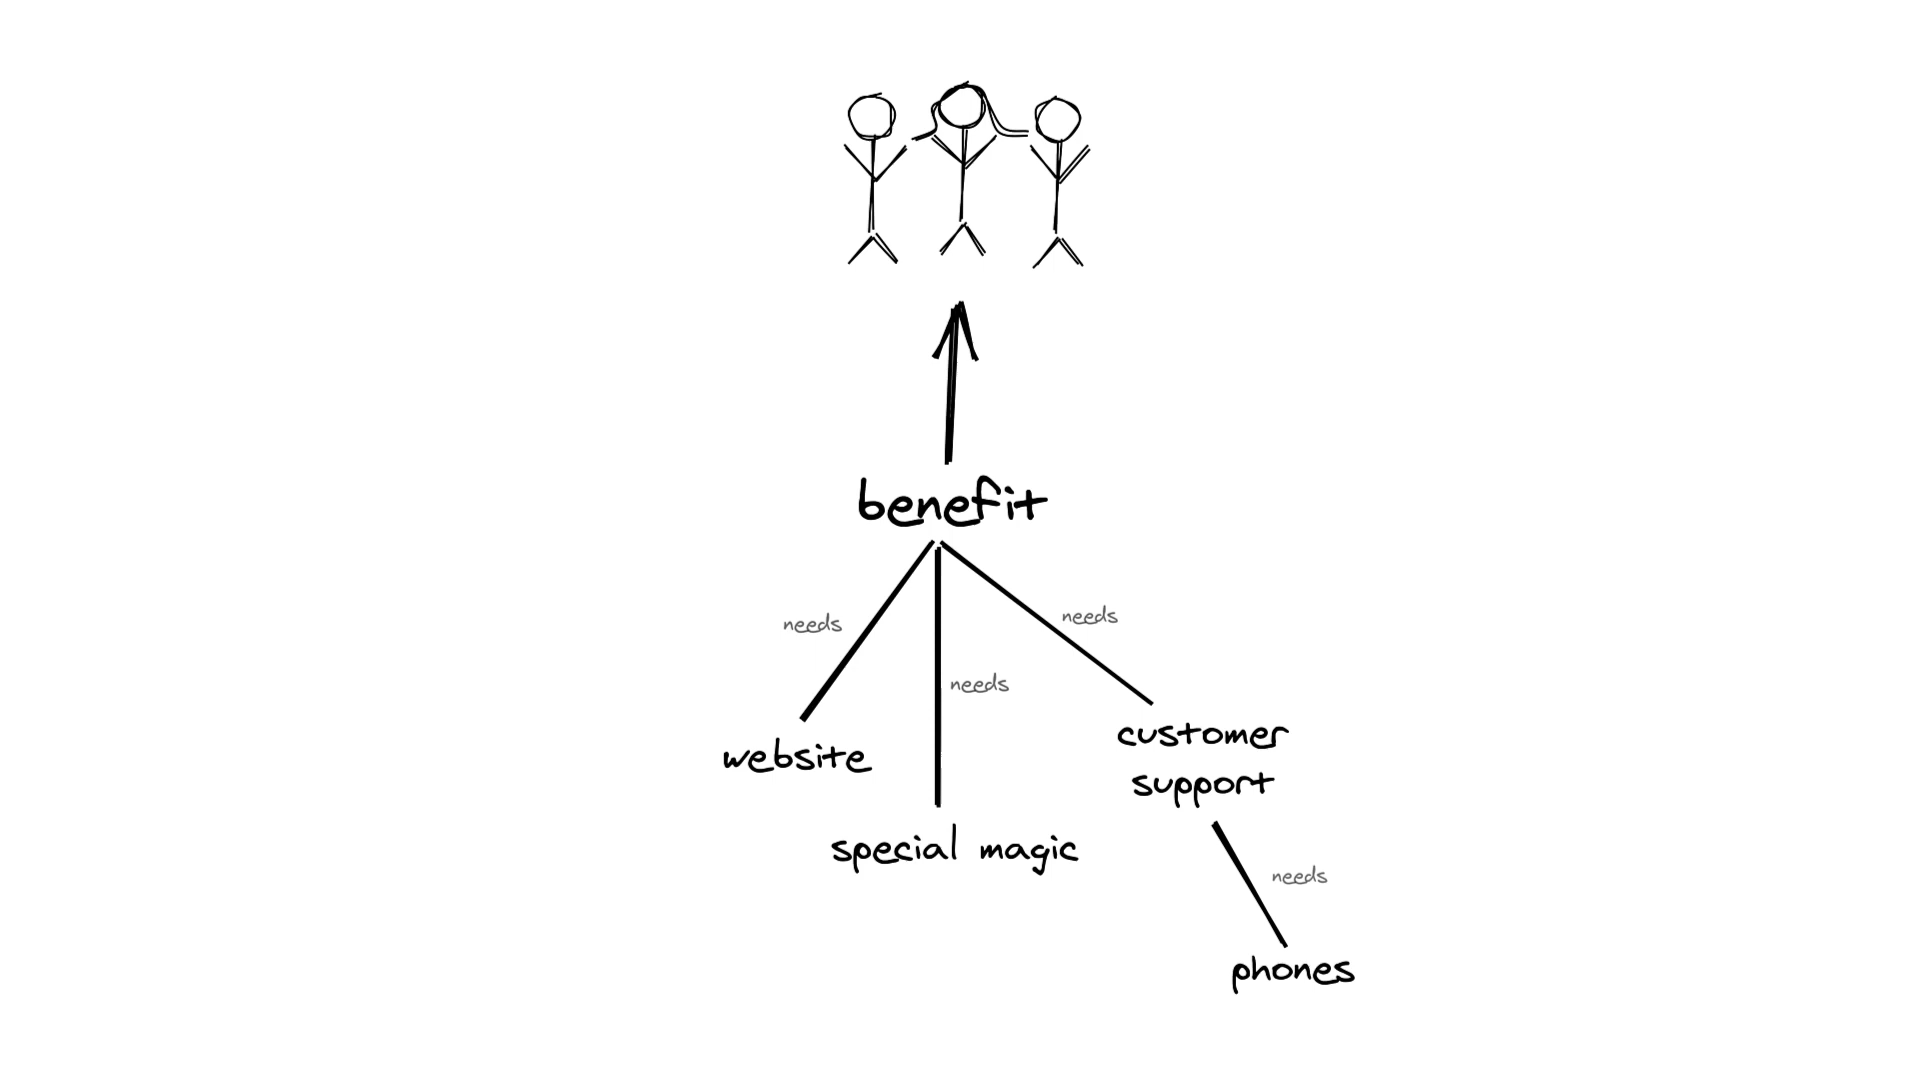 benefit
needs
needs
needs
website
customer
support
special magic
needs
phones